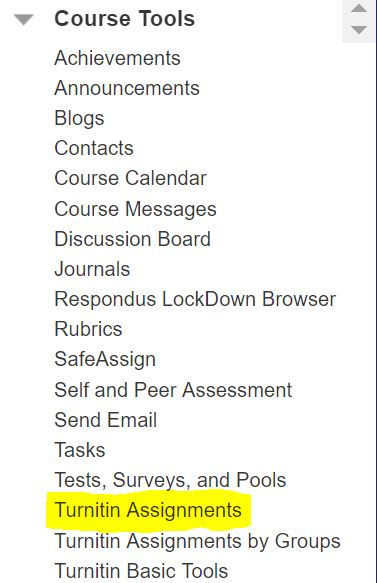 Course Tools
Achievements
Announcements
Blogs
Contacts
Course Calendar
Course Messages
Discussion Board
Journals
Respondus LockDown Browser
Rubrics
SafeAssign
Self and Peer Assessment
Send Email
Tasks
Tests, Surveys, and Pools
Turnitin Assignments
Turnitin Assignments by Groups
Turnitin Basic Tools